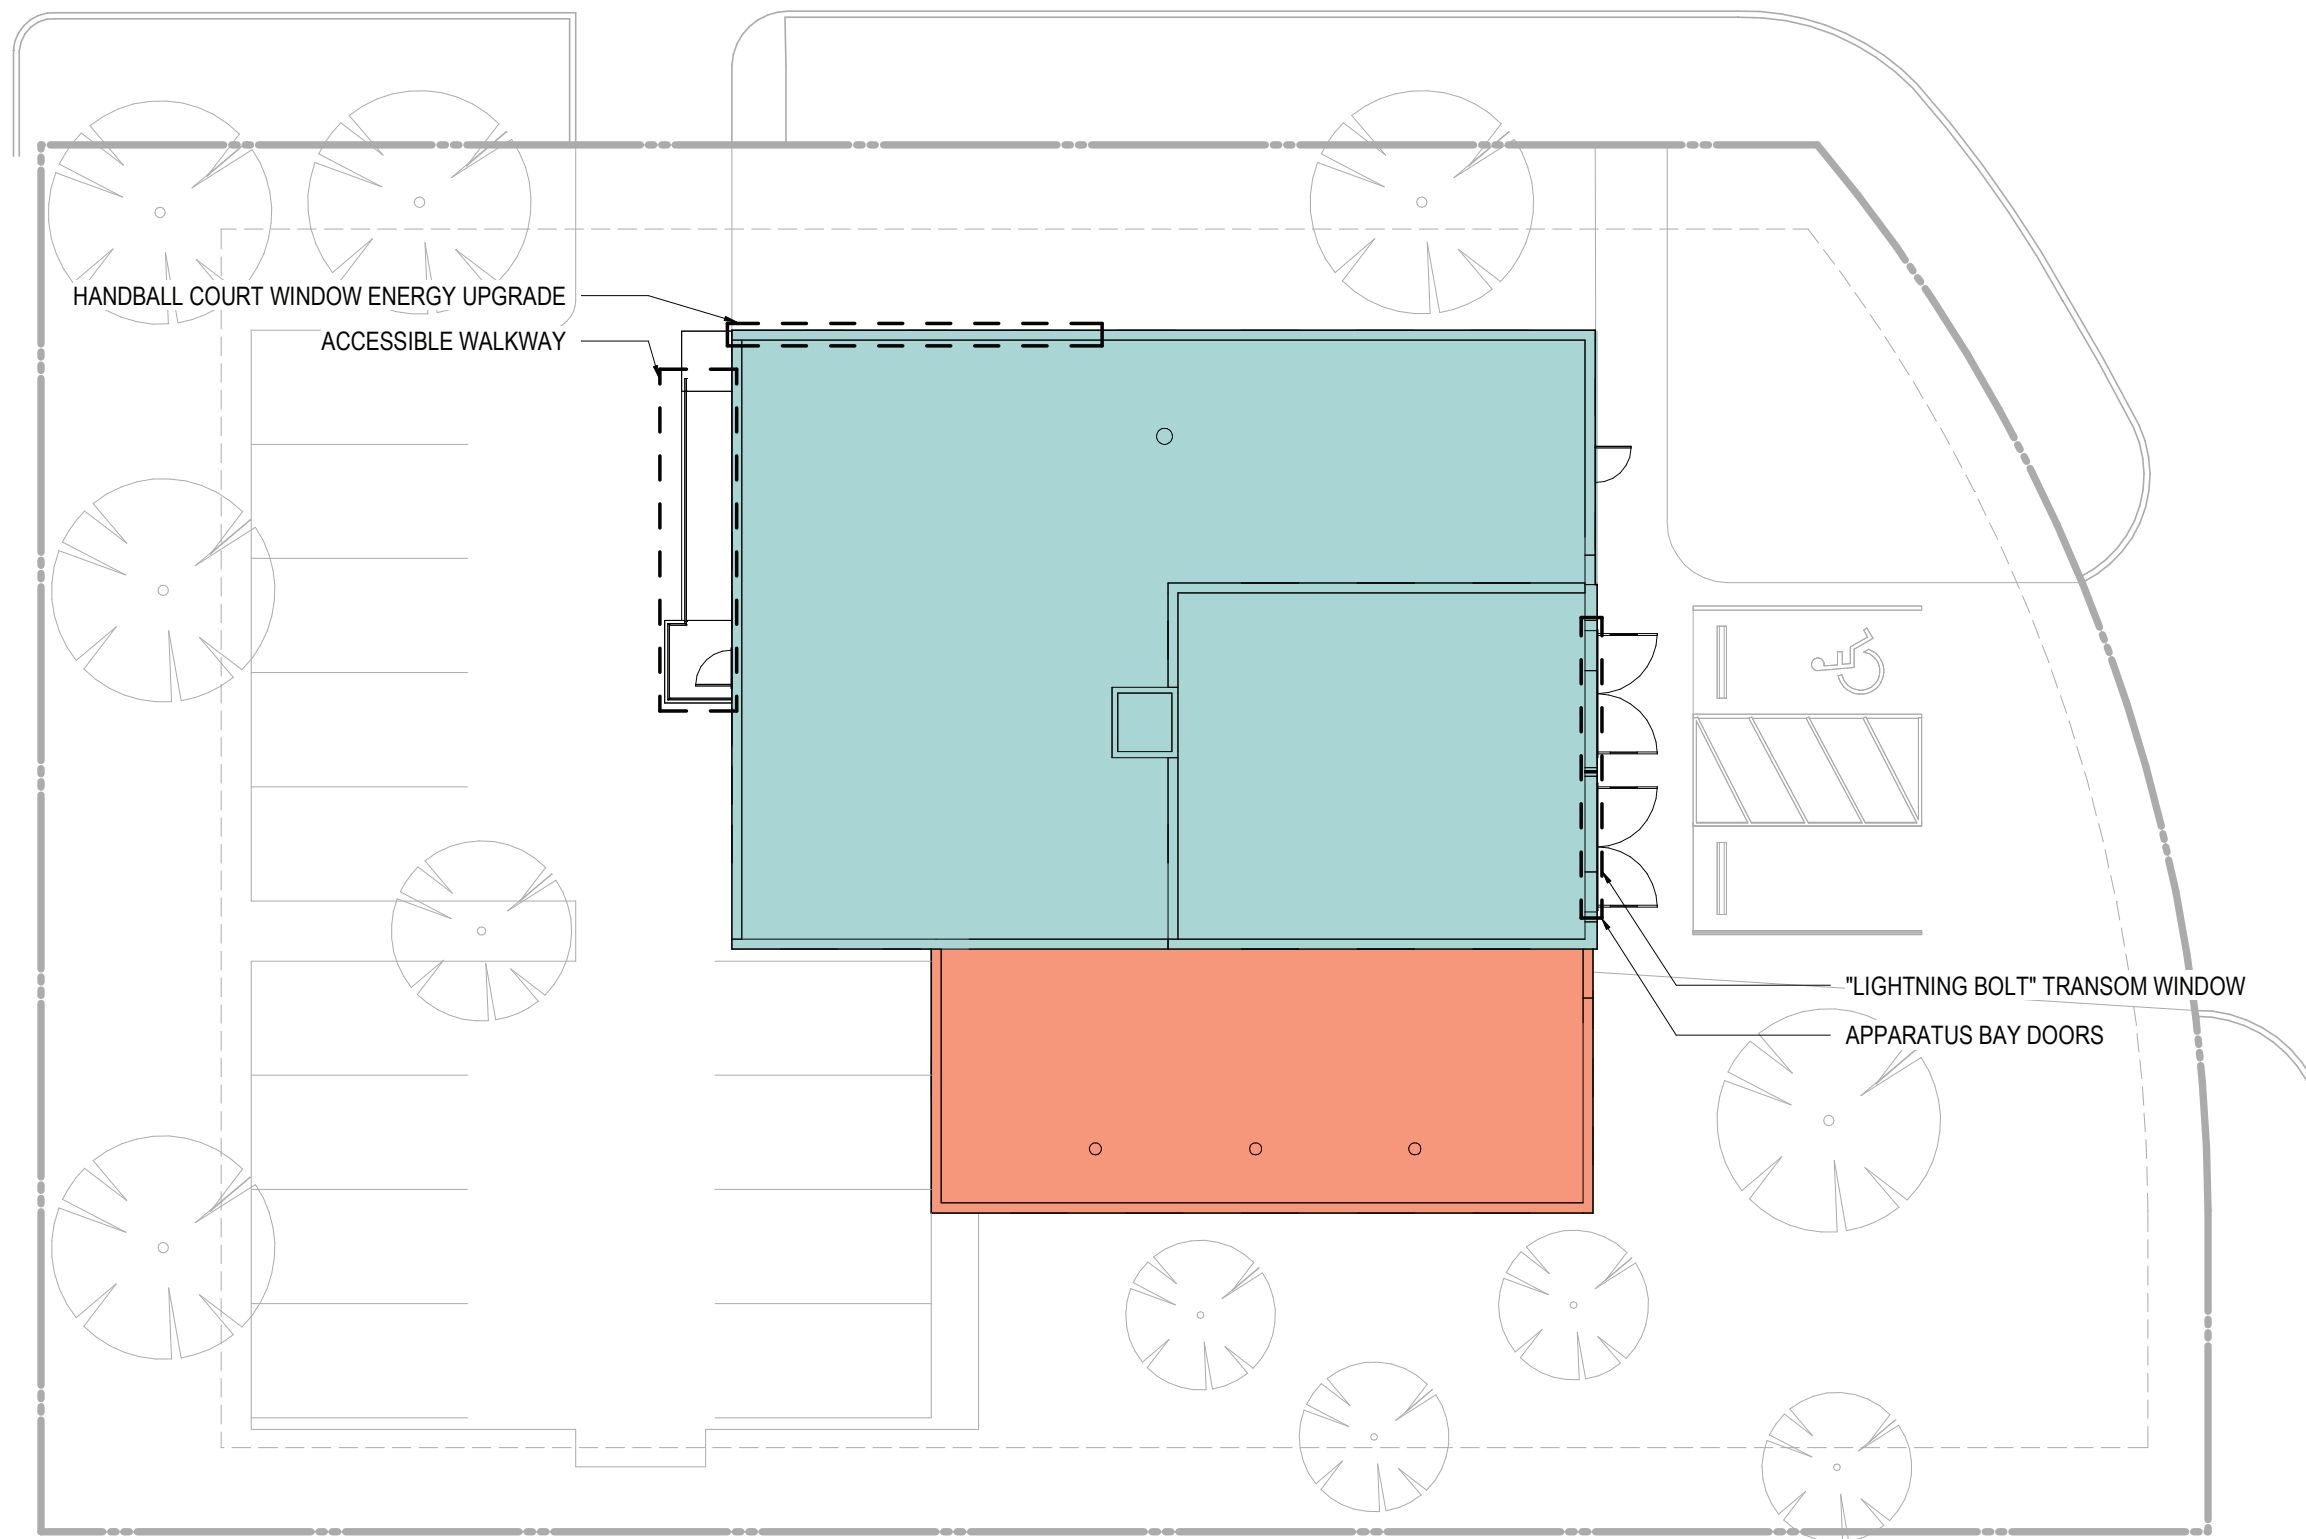 HANDBALL COURT WINDOW ENERGY UPGRADE
ACCESSIBLE WALKWAY
"LIGHTNING BOLT" TRANSOM WINDOW
APPARATUS BAY DOORS